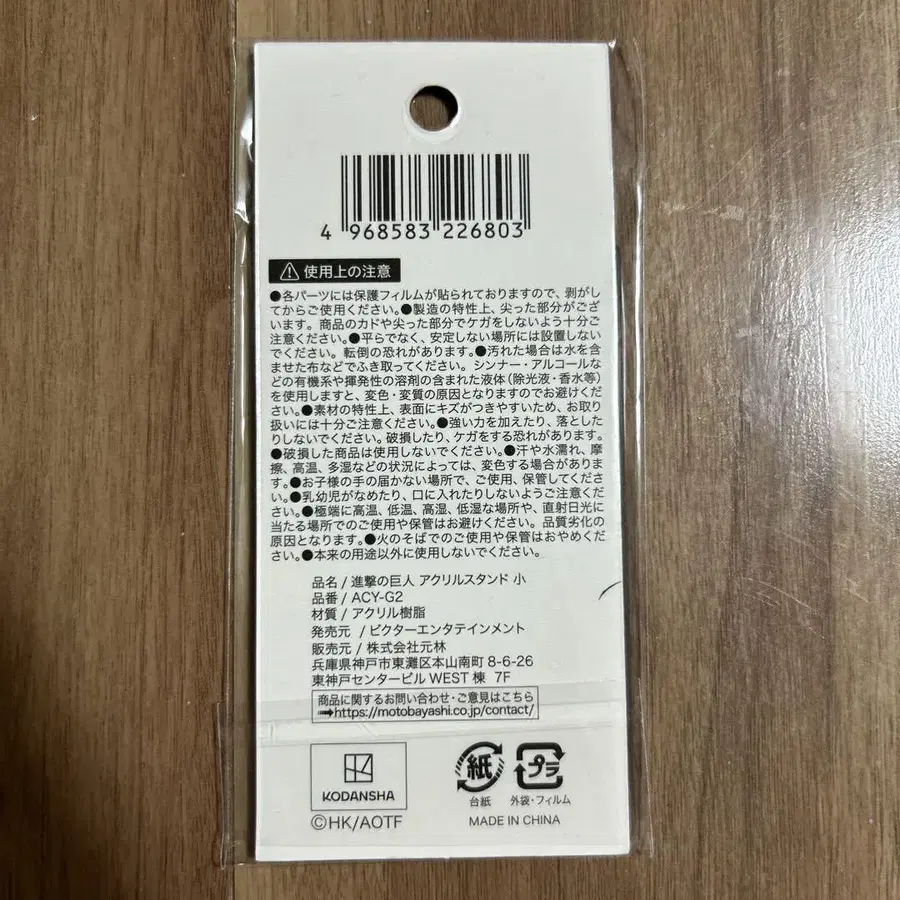 4 968583 226803
使用上の注意
●各パーツには保護フィルムが貼られておりますので、剥がし
てからご使用ください。●製造の特性上、尖った部分がござ
います。商品のカドや尖った部分でケガをしないよう十分ご
注意ください。●平らでなく、安定しない場所には設置しない
でください。転倒の恐れがあります。●汚れた場合は水を含
ませた布などでふき取ってください。シンナー・アルコールな
どの有機系や揮発性の溶剤の含まれた液体(除光液・香水等)
を使用しますと、変色・変質の原因となりますのでお避けくだ
さい。●素材の特性上、表面にキズがつきやすいため、お取り
扱いには十分ご注意ください。●強い力を加えたり、落とした
りしないでください。破損したり、ケガをする恐れがあります。
●破損した商品は使用しないでください。●汗や水濡れ、摩
擦、高温、多湿などの状況によっては、変色する場合がありま
す。●お子様の手の届かない場所で、ご使用、保管してくださ
い。●乳幼児がなめたり、口に入れたりしないようご注意くだ
さい。●極端に高温、低温、高湿、低湿な場所や、直射日光に
当たる場所でのご使用や保管はお避けください。品質劣化の
原因となります。●火のそばでのご使用や保管はおやめくだ
さい。●本来の用途以外に使用しないでください。
品名 / 進撃の巨人 アクリルスタンド 小
品番 / ACY-G2
材質 / アクリル樹脂
発売元 / ビクターエンタテインメント
販売元 / 株式会社元林
兵庫県神戸市東灘区本山南町 8-6-26
東神戸センタービル WEST 棟 7F
商品に関するお問い合わせ・ご意見はこちら
➡https://motobayashi.co.jp/contact/
KODANSHA
©HK/AOTF
紙
台紙
プラ
外袋・フィルム
MADE IN CHINA